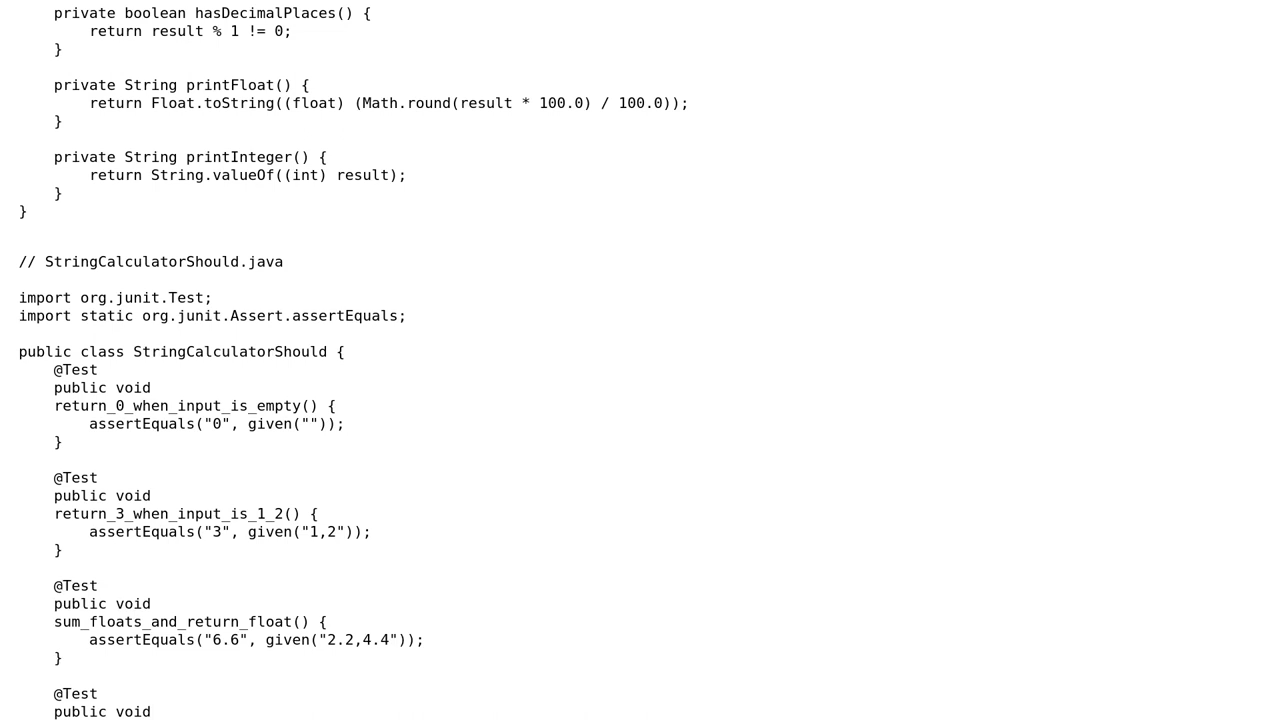 private boolean hasDecimalPlaces() {
        return result % 1 != 0;
    }

    private String printFloat() {
        return Float.toString((float) (Math.round(result * 100.0) / 100.0));
    }

    private String printInteger() {
        return String.valueOf((int) result);
    }
}

// StringCalculatorShould.java

import org.junit.Test;
import static org.junit.Assert.assertEquals;

public class StringCalculatorShould {
    @Test
    public void
    return_0_when_input_is_empty() {
        assertEquals("0", given(""));
    }

    @Test
    public void
    return_3_when_input_is_1_2() {
        assertEquals("3", given("1,2"));
    }

    @Test
    public void
    sum_floats_and_return_float() {
        assertEquals("6.6", given("2.2,4.4"));
    }

    @Test
    public void